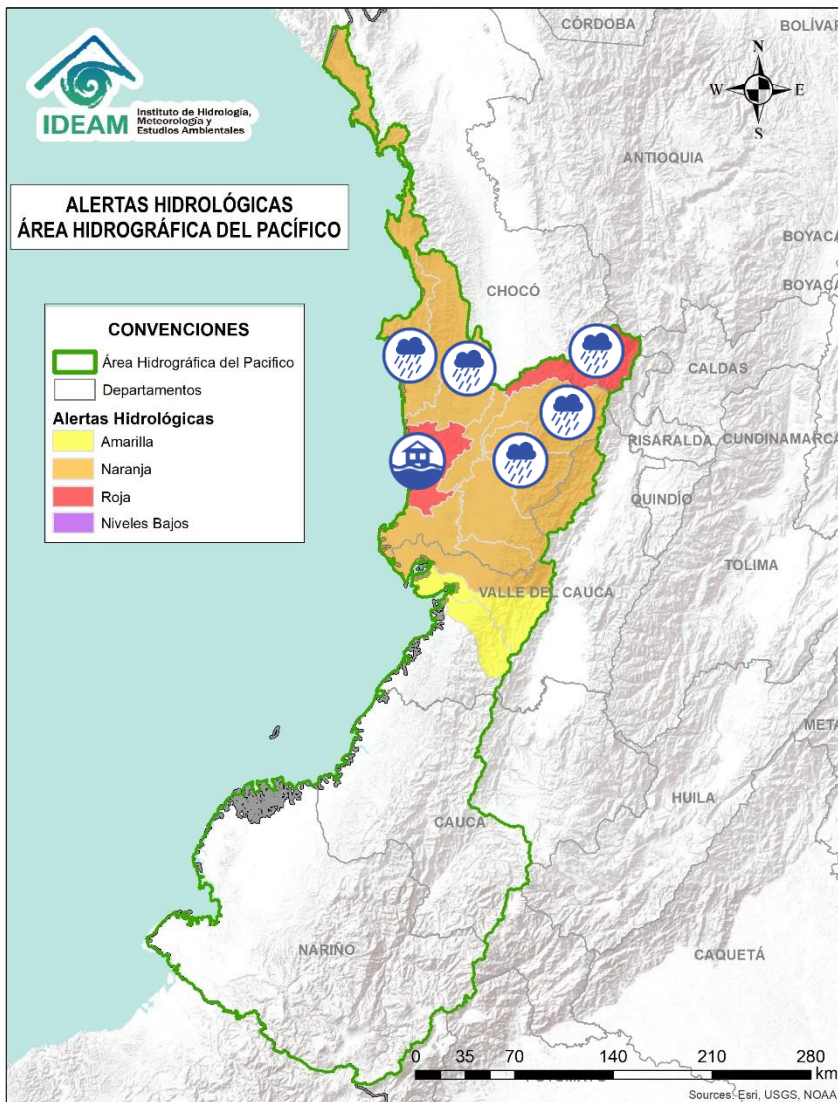 CÓRDOBA
BOLÍVAR
IDEAM
Instituto de Hidrología,
Meteorología y
Estudios Ambientales
N
W
E
S
ANTIOQUIA
ALERTAS HIDROLÓGICAS
ÁREA HIDROGRÁFICA DEL PACÍFICO
BOYACÁ
BOYACÁ
CHOCÓ
CONVENCIONES
Área Hidrográfica del Pacifico
Departamentos
Alertas Hidrológicas
Amarilla
Naranja
Roja
Niveles Bajos
CALDAS
RISARALDA
CUNDINAMARCA
QUINDÍO
TOLIMA
VALLE DEL CAUCA
META
HUILA
CAUCA
NARIÑO
CAQUETÁ
0 35 70 140 210 280
km
Sources: Esri, USGS, NOAA